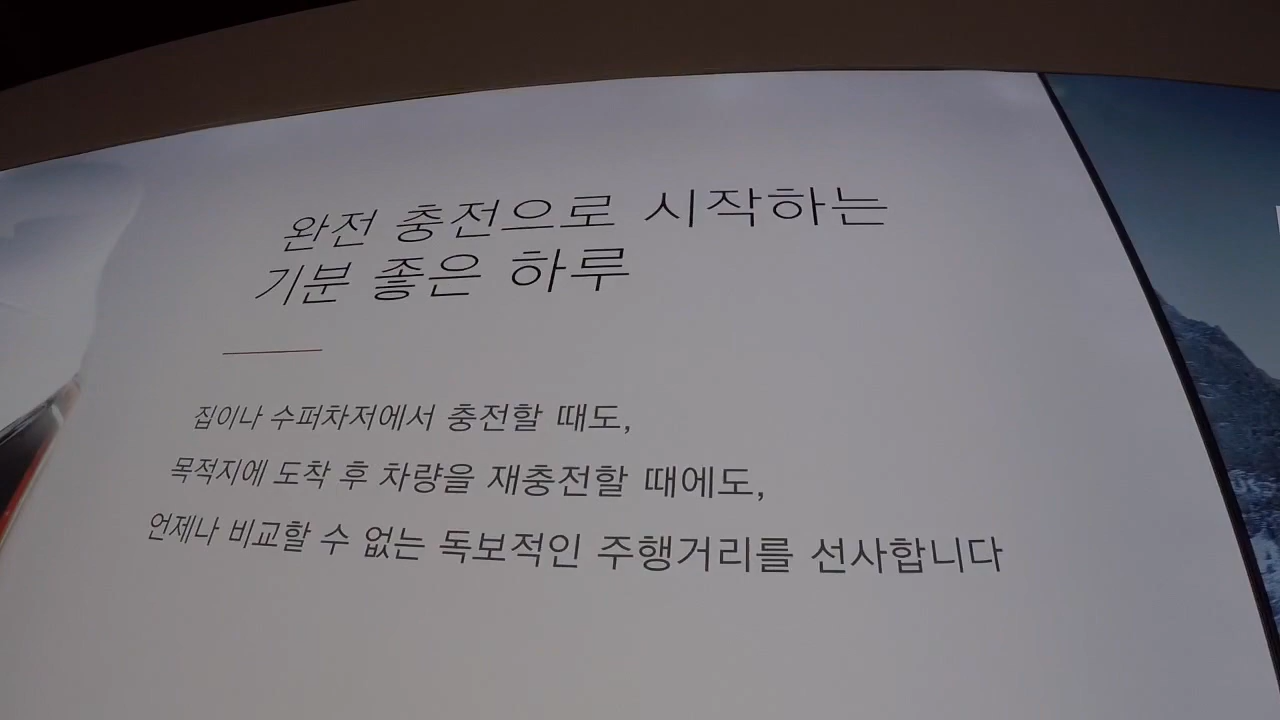 완전 충전으로 시작하는
기분 좋은 하루
집이나 수퍼차저에서 충전할 때도,
목적지에 도착 후 차량을 재충전할 때에도,
언제나 비교할 수 없는 독보적인 주행거리를 선사합니다